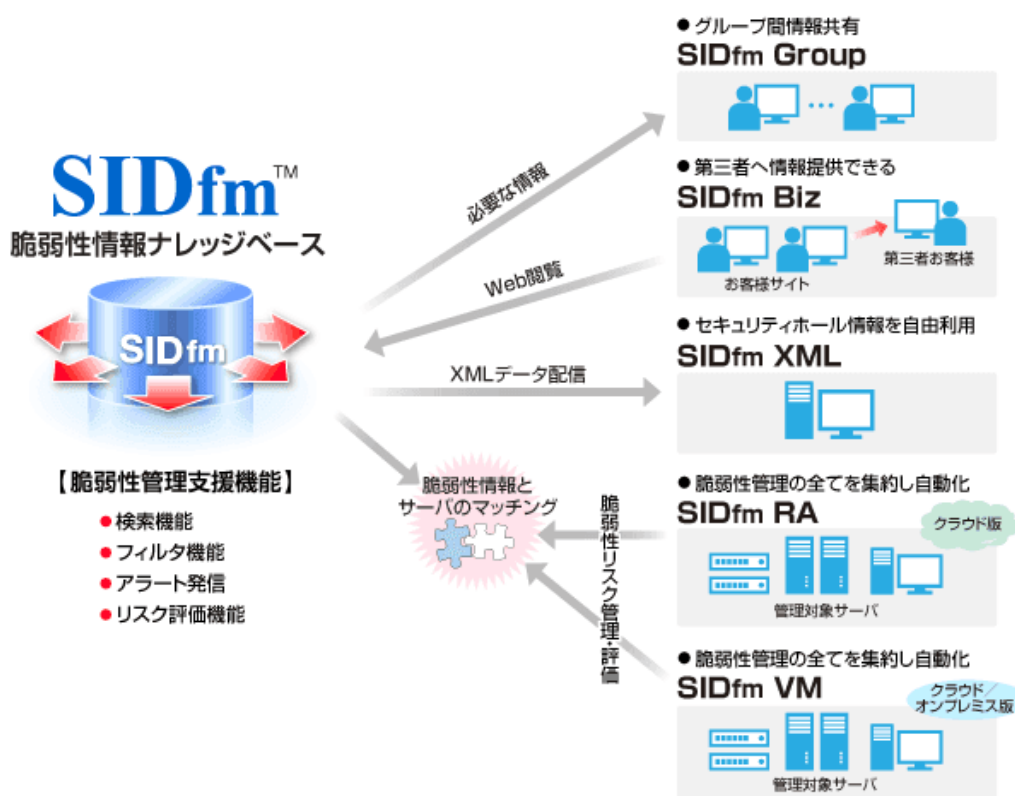 SIDfm™
脆弱性情報ナレッジベース
SIDfm
【脆弱性管理支援機能】
●検索機能
●フィルタ機能
●アラート発信
●リスク評価機能
必要な情報
Web閲覧
XMLデータ配信
脆弱性情報と
サーバのマッチング
脆弱性リスク管理・評価
●グループ間情報共有
SIDfm Group
●第三者へ情報提供できる
SIDfm Biz
お客様サイト
第三者お客様
●セキュリティホール情報を自由利用
SIDfm XML
●脆弱性管理の全てを集約し自動化
SIDfm RA
クラウド版
管理対象サーバ
●脆弱性管理の全てを集約し自動化
SIDfm VM
クラウド／
オンプレミス版
管理対象サーバ